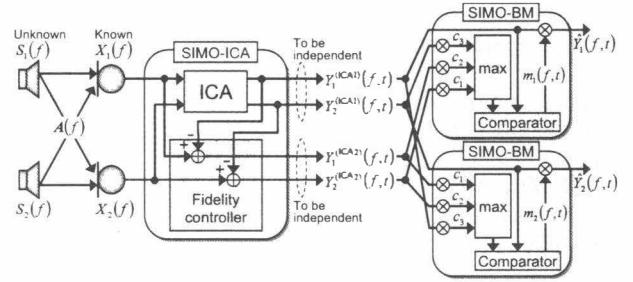 Unknown
Known
S₁(f)
X₁(f)
SIMO-ICA
To be
independent
ICA
A(f)
Y₁^(ICA1)(f,t)
Y₂^(ICA1)(f,t)
Y₁^(ICA2)(f,t)
Y₂^(ICA2)(f,t)
−
+
−
+
Fidelity
controller
To be
independent
S₂(f)
X₂(f)
SIMO-BM
c₃
c₂
c₁
max
m₁(f,t)
Ŷ₁(f,t)
Comparator
SIMO-BM
c₁
c₂
c₃
max
m₂(f,t)
Ŷ₂(f,t)
Comparator